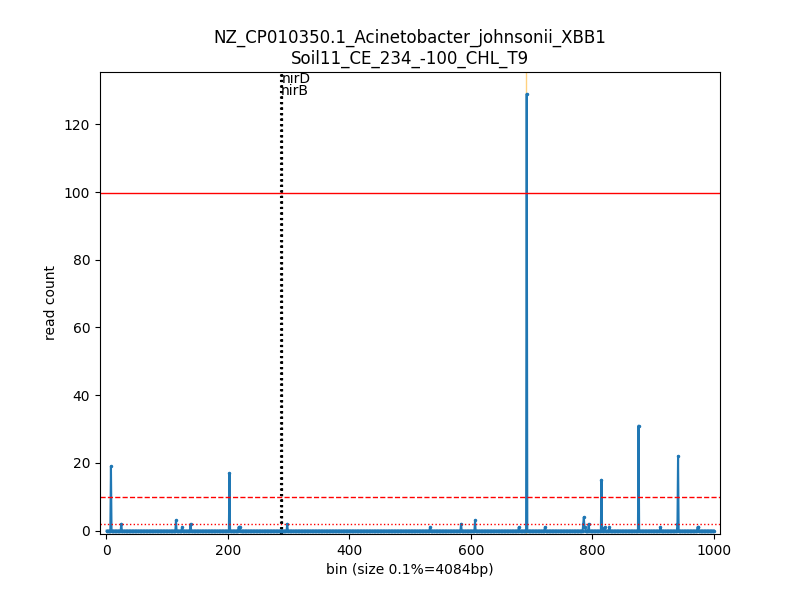 NZ_CP010350.1_Acinetobacter_johnsonii_XBB1
Soil11_CE_234_-100_CHL_T9
nirD
nirB
120
100
80
60
40
20
0
read count
0 200 400 600 800 1000
bin (size 0.1%=4084bp)